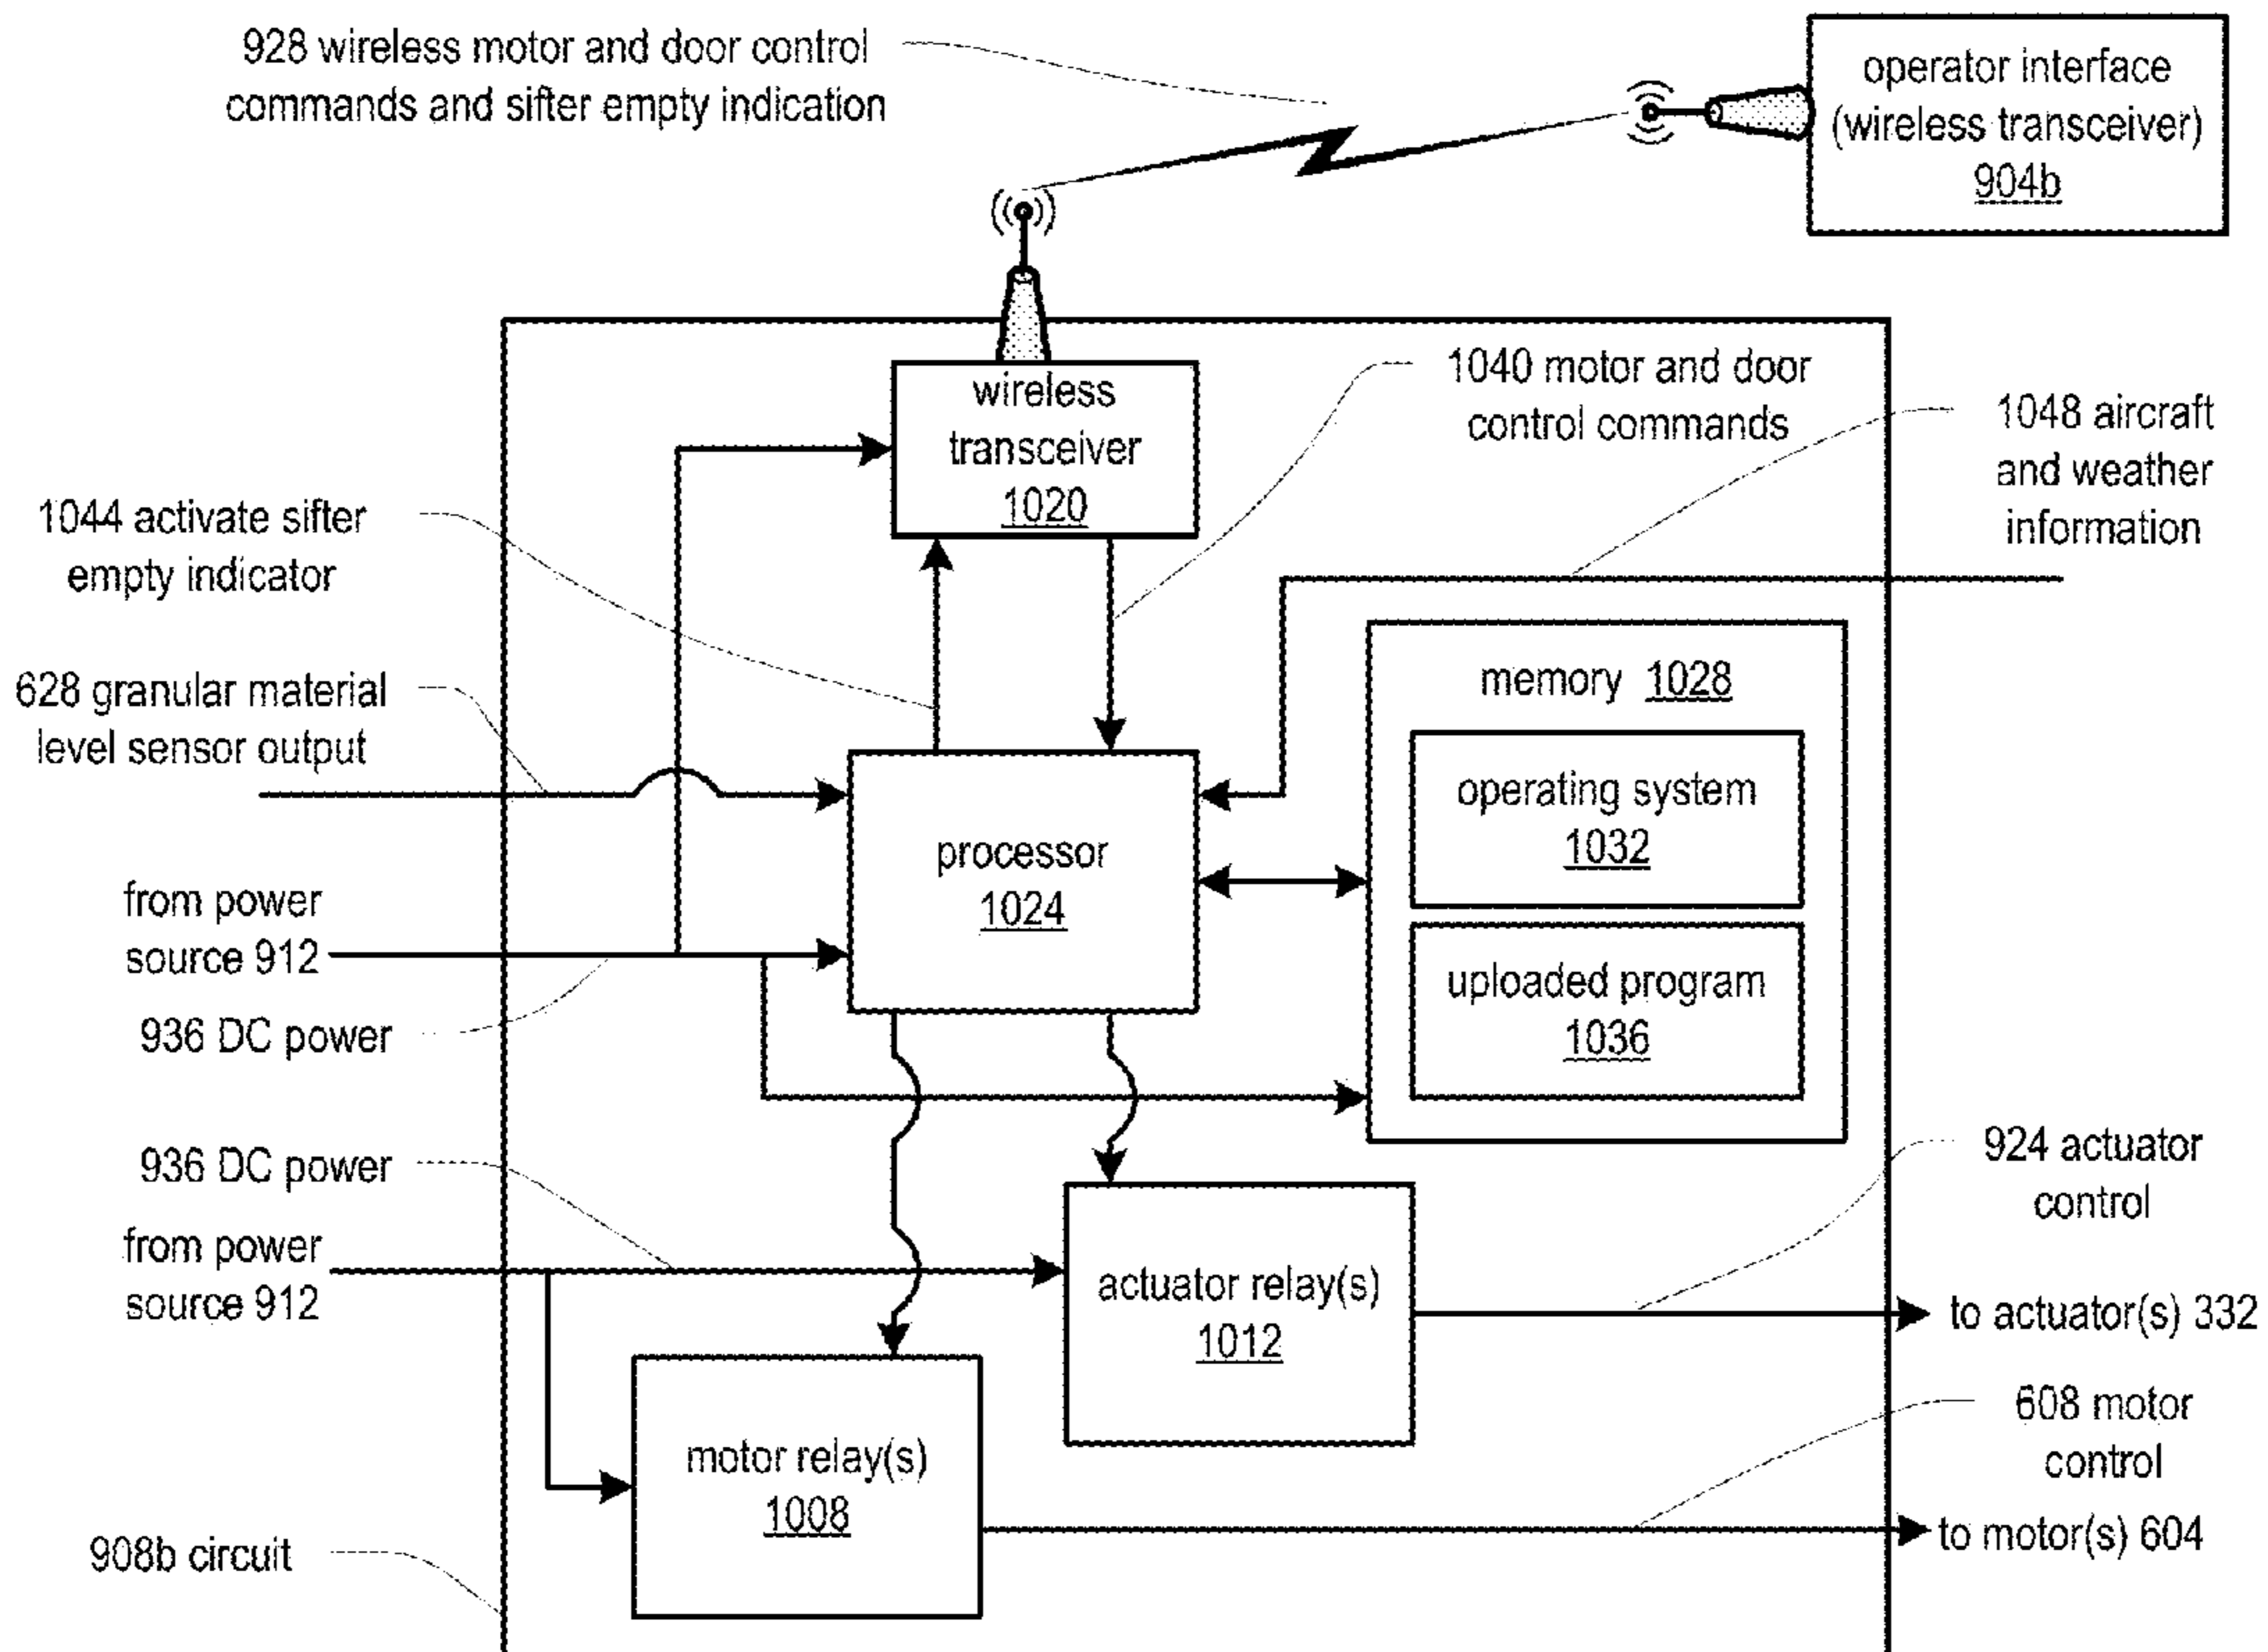 928 wireless motor and door control
commands and sifter empty indication
operator interface
(wireless transceiver)
904b
wireless
transceiver
1020
1040 motor and door
control commands
1048 aircraft
and weather
information
1044 activate sifter
empty indicator
628 granular material
level sensor output
memory 1028
operating system
1032
uploaded program
1036
processor
1024
from power
source 912
936 DC power
936 DC power
from power
source 912
actuator relay(s)
1012
924 actuator
control
to actuator(s) 332
motor relay(s)
1008
608 motor
control
to motor(s) 604
908b circuit